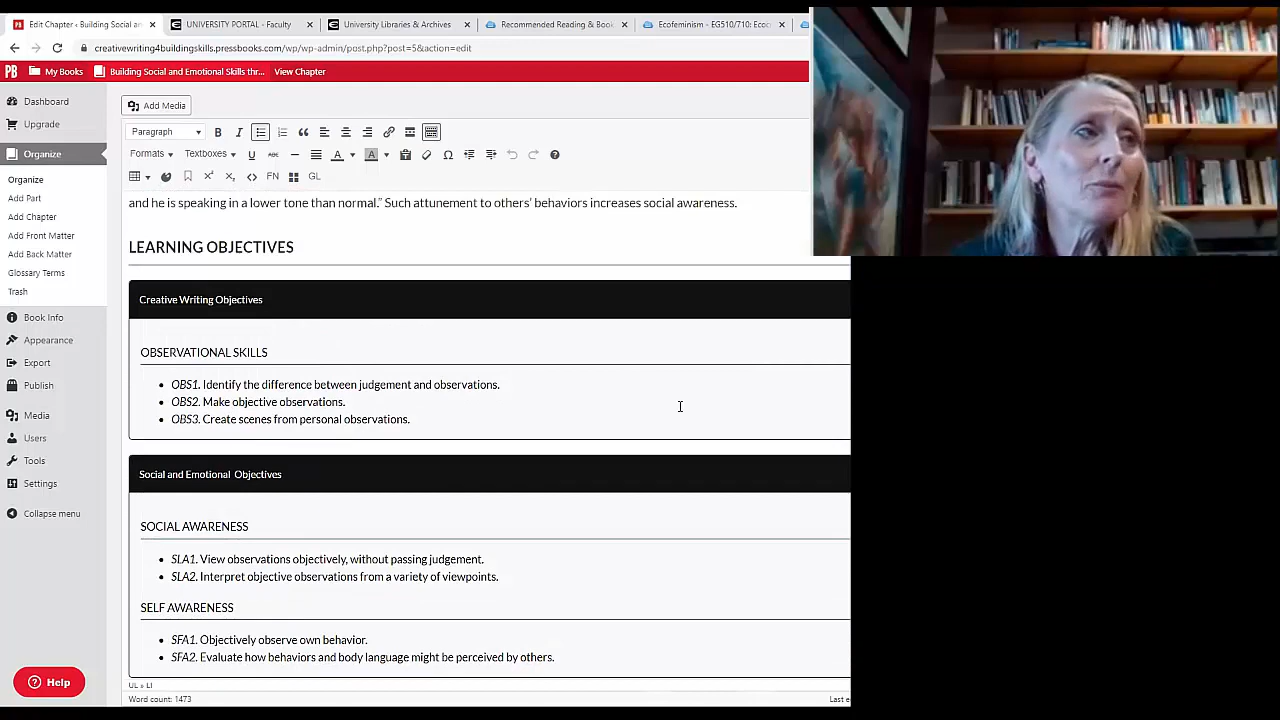 Edit Chapter ‹ Building Social an
UNIVERSITY PORTAL - Faculty
University Libraries & Archives
Recommended Reading & Book
Ecofeminism - EG510/710: Ecoc
creativewriting4buildingskills.pressbooks.com/wp/wp-admin/post.php?post=5&action=edit
PB My Books Building Social and Emotional Skills thr... View Chapter
Dashboard
Upgrade
Organize
Organize
Add Part
Add Chapter
Add Front Matter
Add Back Matter
Glossary Terms
Trash
Book Info
Appearance
Export
Publish
Media
Users
Tools
Settings
Collapse menu
Help
Add Media
Paragraph B I
Formats Textboxes U ABC A A Ω
X² X₂ FN GL
and he is speaking in a lower tone than normal.” Such attunement to others’ behaviors increases social awareness.
LEARNING OBJECTIVES
Creative Writing Objectives
OBSERVATIONAL SKILLS
OBS1. Identify the difference between judgement and observations.
OBS2. Make objective observations.
OBS3. Create scenes from personal observations.
Social and Emotional Objectives
SOCIAL AWARENESS
SLA1. View observations objectively, without passing judgement.
SLA2. Interpret objective observations from a variety of viewpoints.
SELF AWARENESS
SFA1. Objectively observe own behavior.
SFA2. Evaluate how behaviors and body language might be perceived by others.
UL » LI
Word count: 1473
Last e